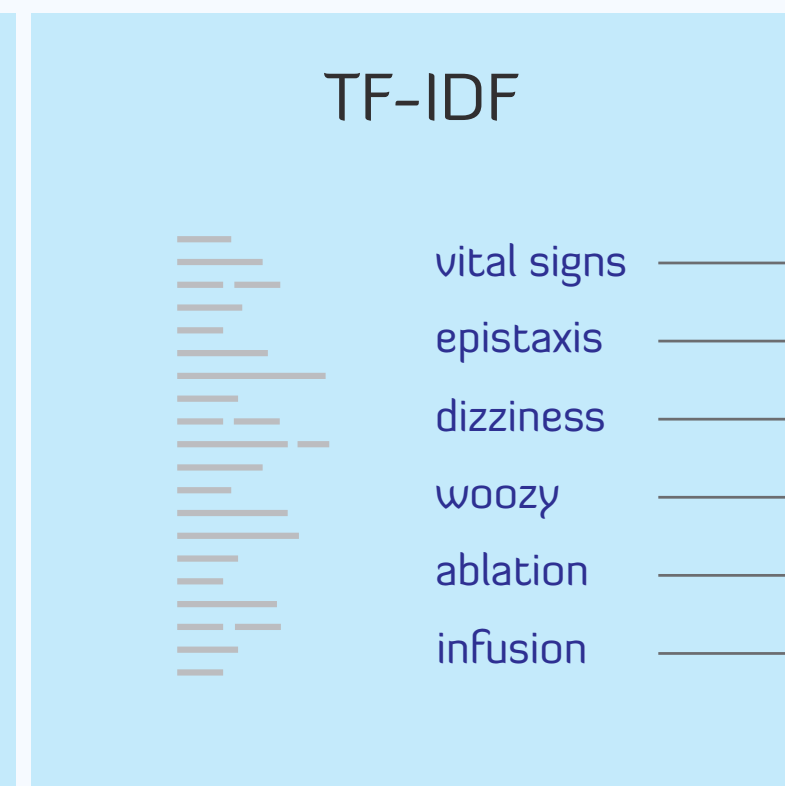 TF-IDF
vital signs
epistaxis
dizziness
woozy
ablation
infusion